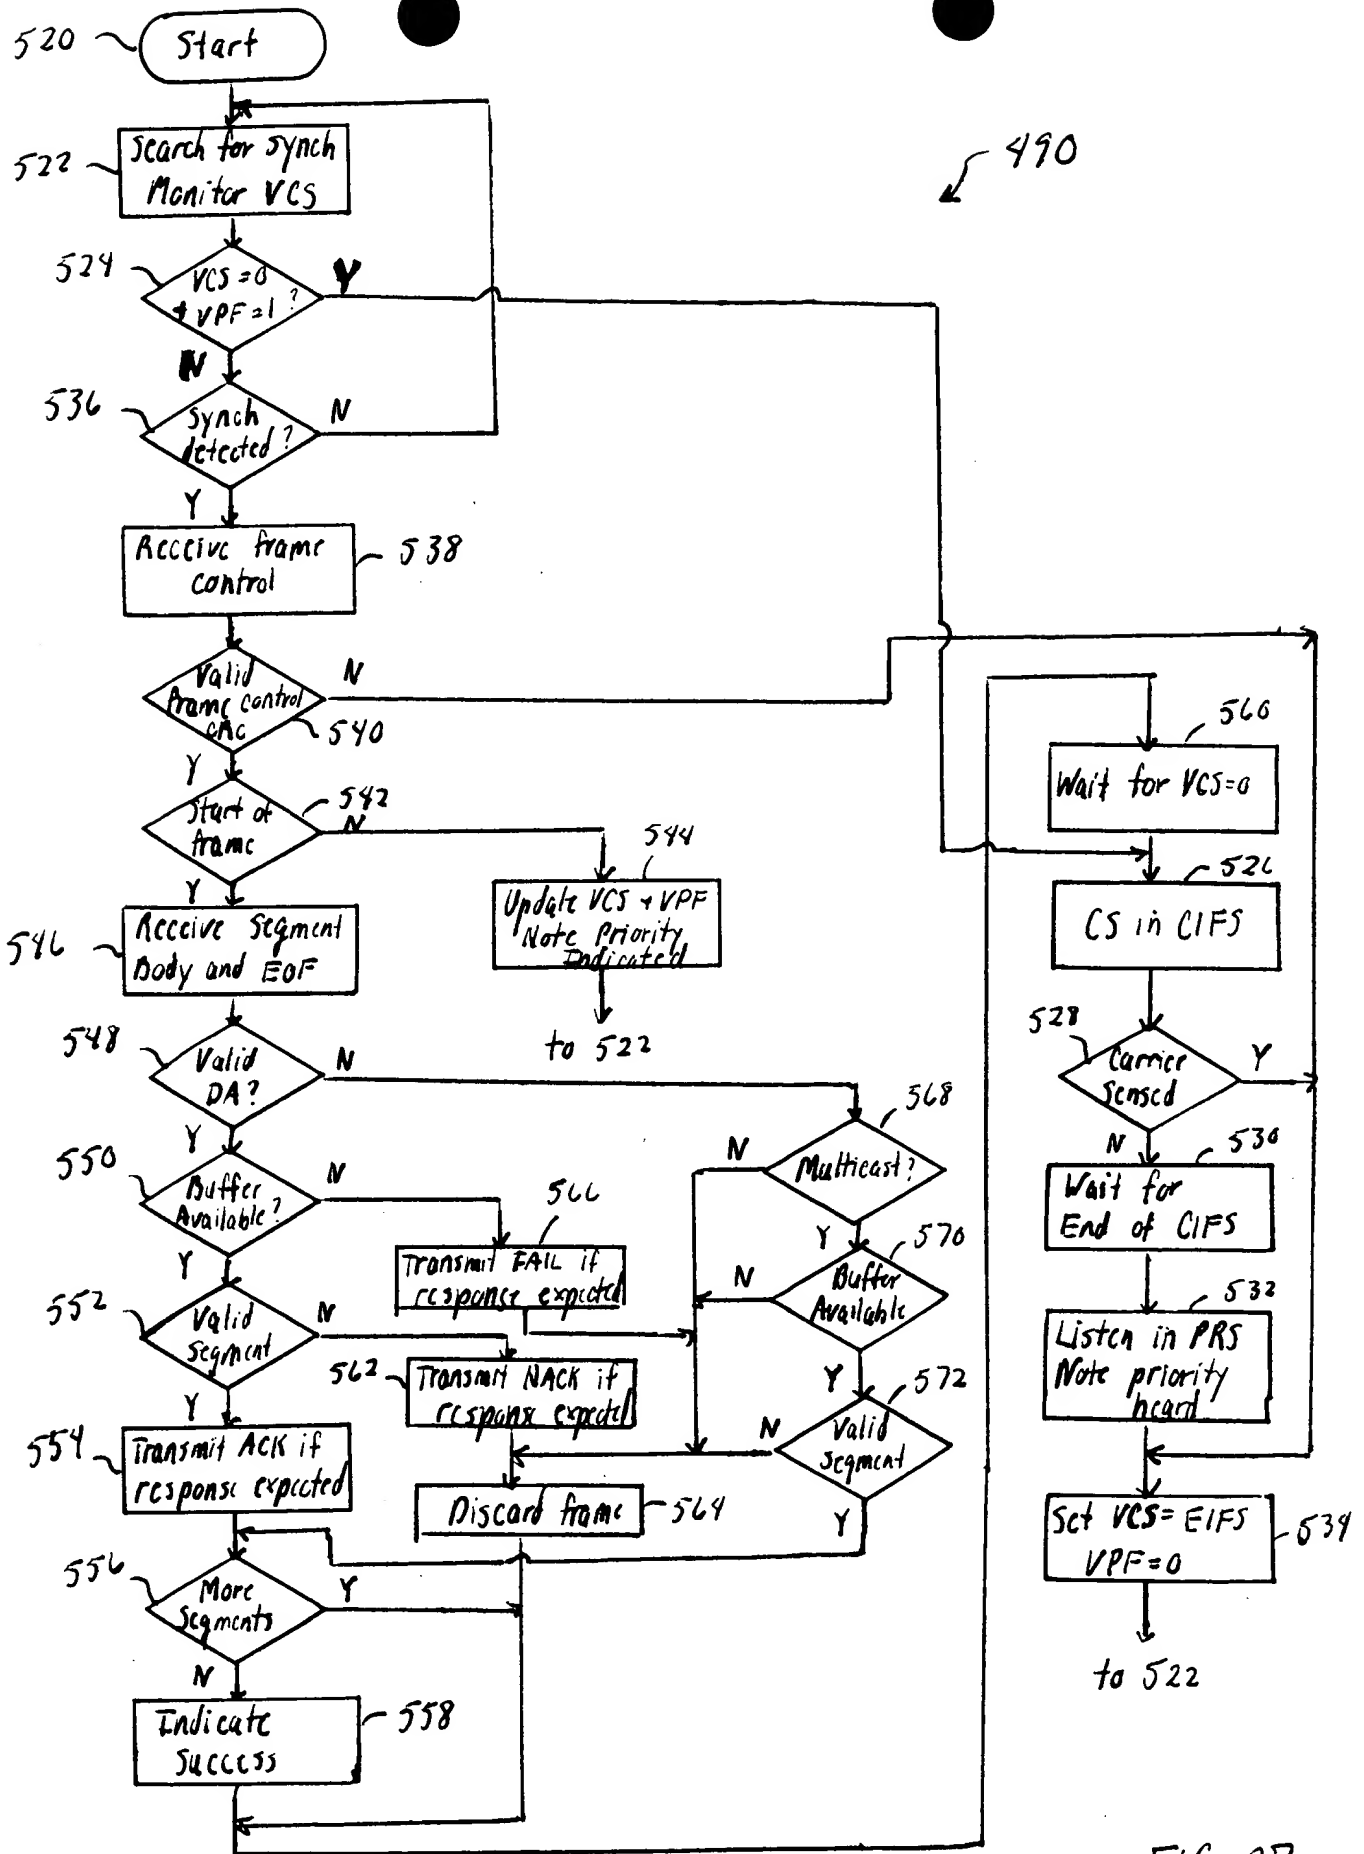 520
Start
490
522
Search for synch
Monitor VCS
524
VCS=0
+ VPF=1?
Y
N
536
Synch
detected?
N
Y
Receive frame
control
538
Valid
frame control
CRC
540
N
Y
Start of
frame
542
N
Y
544
Update VCS + VPF
Note Priority
Indicated
to 522
546
Receive Segment
Body and EOF
548
Valid
DA?
N
Y
550
Buffer
Available?
N
Y
566
Transmit FAIL if
response expected
552
Valid
segment
N
Y
562
Transmit NACK if
response expected
554
Transmit ACK if
response expected
Discard frame
564
556
More
Segments
Y
N
Indicate
success
558
568
Multicast?
N
Y
570
Buffer
Available
N
Y
572
Valid
segment
N
Y
560
Wait for VCS=0
526
CS in CIFS
528
Carrier
Sensed
Y
N
530
Wait for
End of CIFS
532
Listen in PRS
Note priority
heard
Set VCS = EIFS
VPF=0
534
to 522